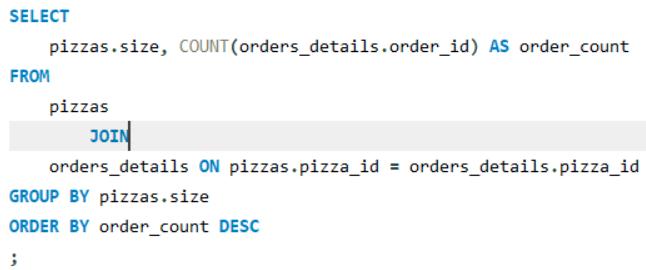 SELECT
pizzas.size, COUNT(orders_details.order_id) AS order_count
FROM
pizzas
JOIN
orders_details ON pizzas.pizza_id = orders_details.pizza_id
GROUP BY pizzas.size
ORDER BY order_count DESC
;